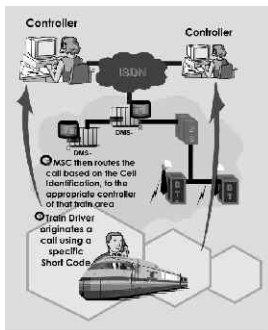 Controller
Controller
ISDN
DMS-
DMS-
MSC then routes
the call based on the Cell
Identification, to the
appropriate controller
of that train area
Train Driver
originates a
call using a
specific
Short Code